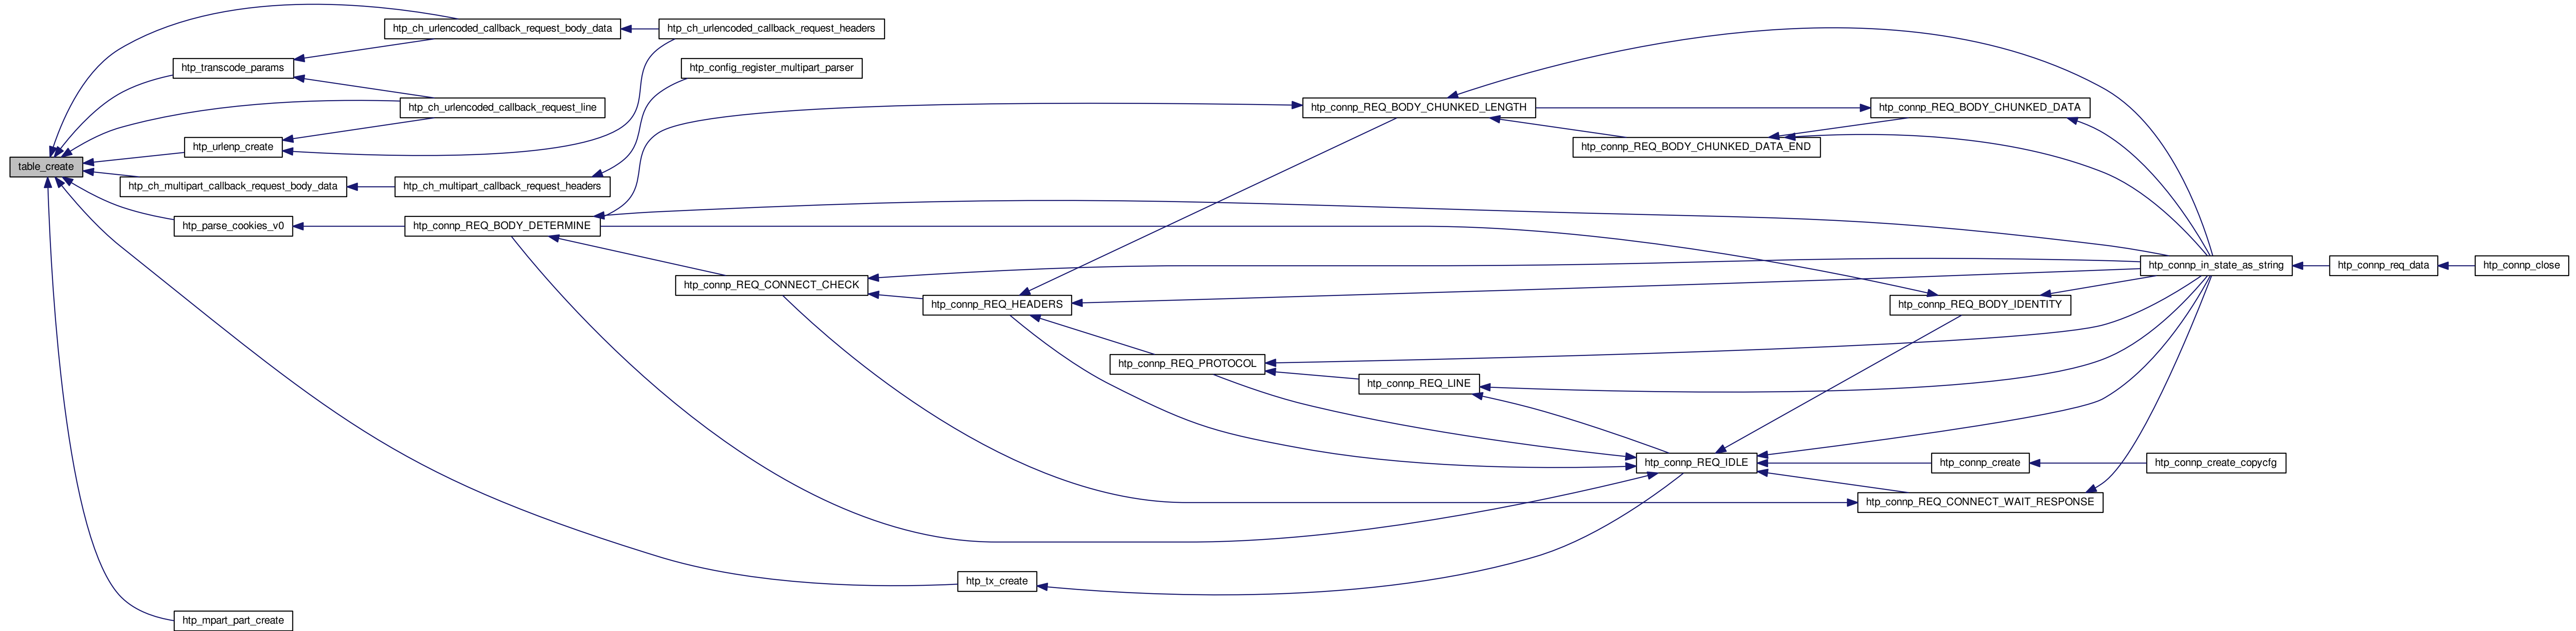 htp_ch_urlencoded_callback_request_body_data
htp_ch_urlencoded_callback_request_headers
htp_transcode_params
htp_config_register_multipart_parser
htp_ch_urlencoded_callback_request_line
htp_connp_REQ_BODY_CHUNKED_LENGTH
htp_connp_REQ_BODY_CHUNKED_DATA
htp_urlenp_create
htp_connp_REQ_BODY_CHUNKED_DATA_END
table_create
htp_ch_multipart_callback_request_body_data
htp_ch_multipart_callback_request_headers
htp_parse_cookies_v0
htp_connp_REQ_BODY_DETERMINE
htp_connp_in_state_as_string
htp_connp_req_data
htp_connp_close
htp_connp_REQ_CONNECT_CHECK
htp_connp_REQ_HEADERS
htp_connp_REQ_BODY_IDENTITY
htp_connp_REQ_PROTOCOL
htp_connp_REQ_LINE
htp_connp_REQ_IDLE
htp_connp_create
htp_connp_create_copycfg
htp_connp_REQ_CONNECT_WAIT_RESPONSE
htp_tx_create
htp_mpart_part_create